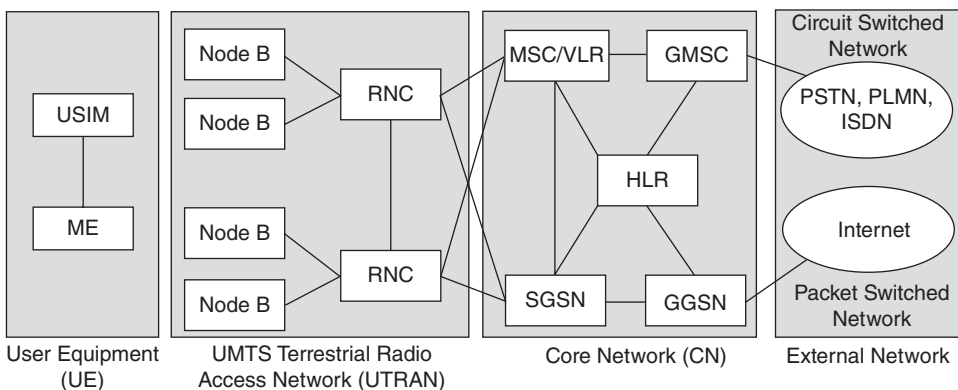 USIM
ME
User Equipment
(UE)
Node B
Node B
RNC
Node B
Node B
RNC
UMTS Terrestrial Radio
Access Network (UTRAN)
MSC/VLR
GMSC
HLR
SGSN
GGSN
Core Network (CN)
Circuit Switched
Network
PSTN, PLMN,
ISDN
Internet
Packet Switched
Network
External Network